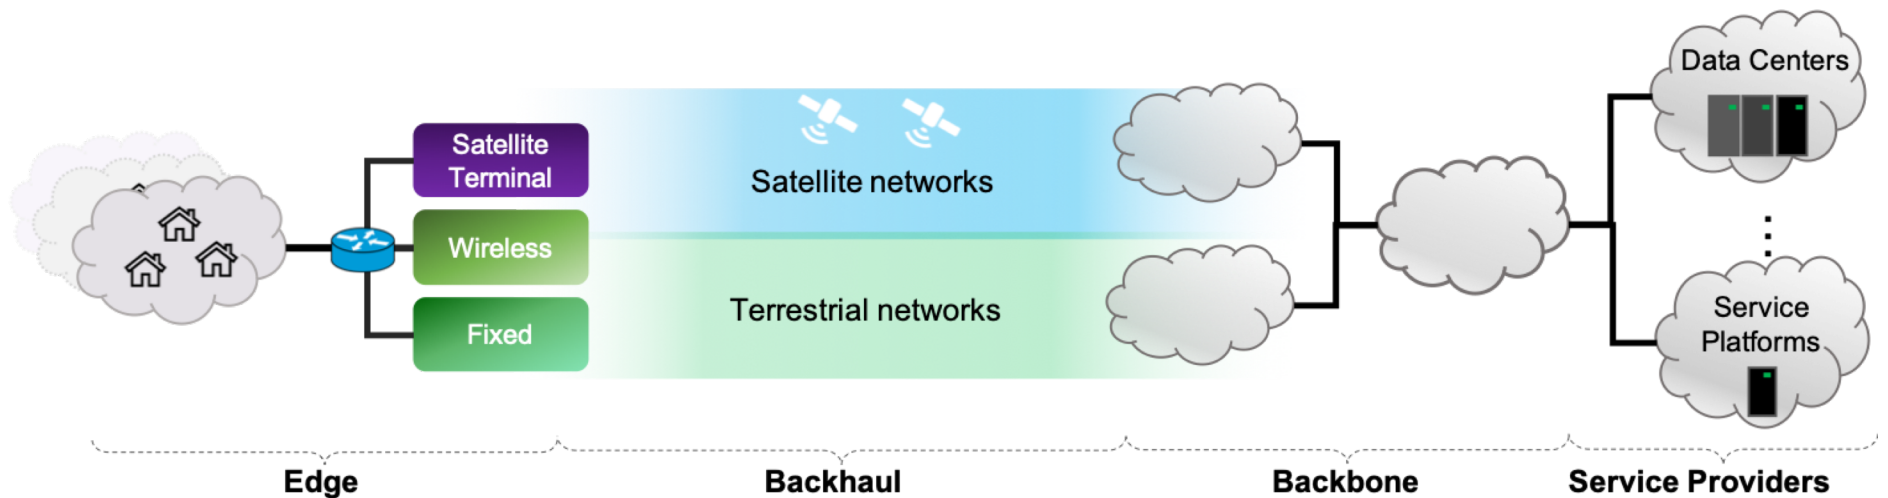 Data Centers
Satellite
Terminal
Satellite networks
Wireless
Terrestrial networks
Fixed
Service
Platforms
Edge
Backhaul
Backbone
Service Providers